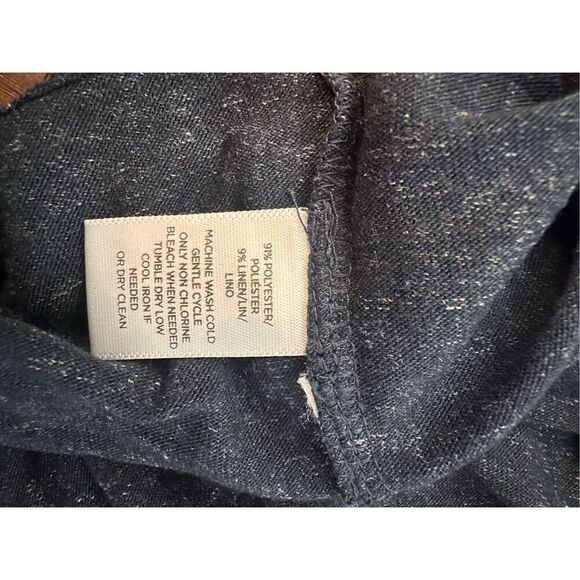 91% POLYESTER/
POLIÉSTER
9% LINEN/LIN/
LINO
MACHINE WASH COLD
GENTLE CYCLE
ONLY NON CHLORINE
BLEACH WHEN NEEDED
TUMBLE DRY LOW
COOL IRON IF
NEEDED
OR DRY CLEAN